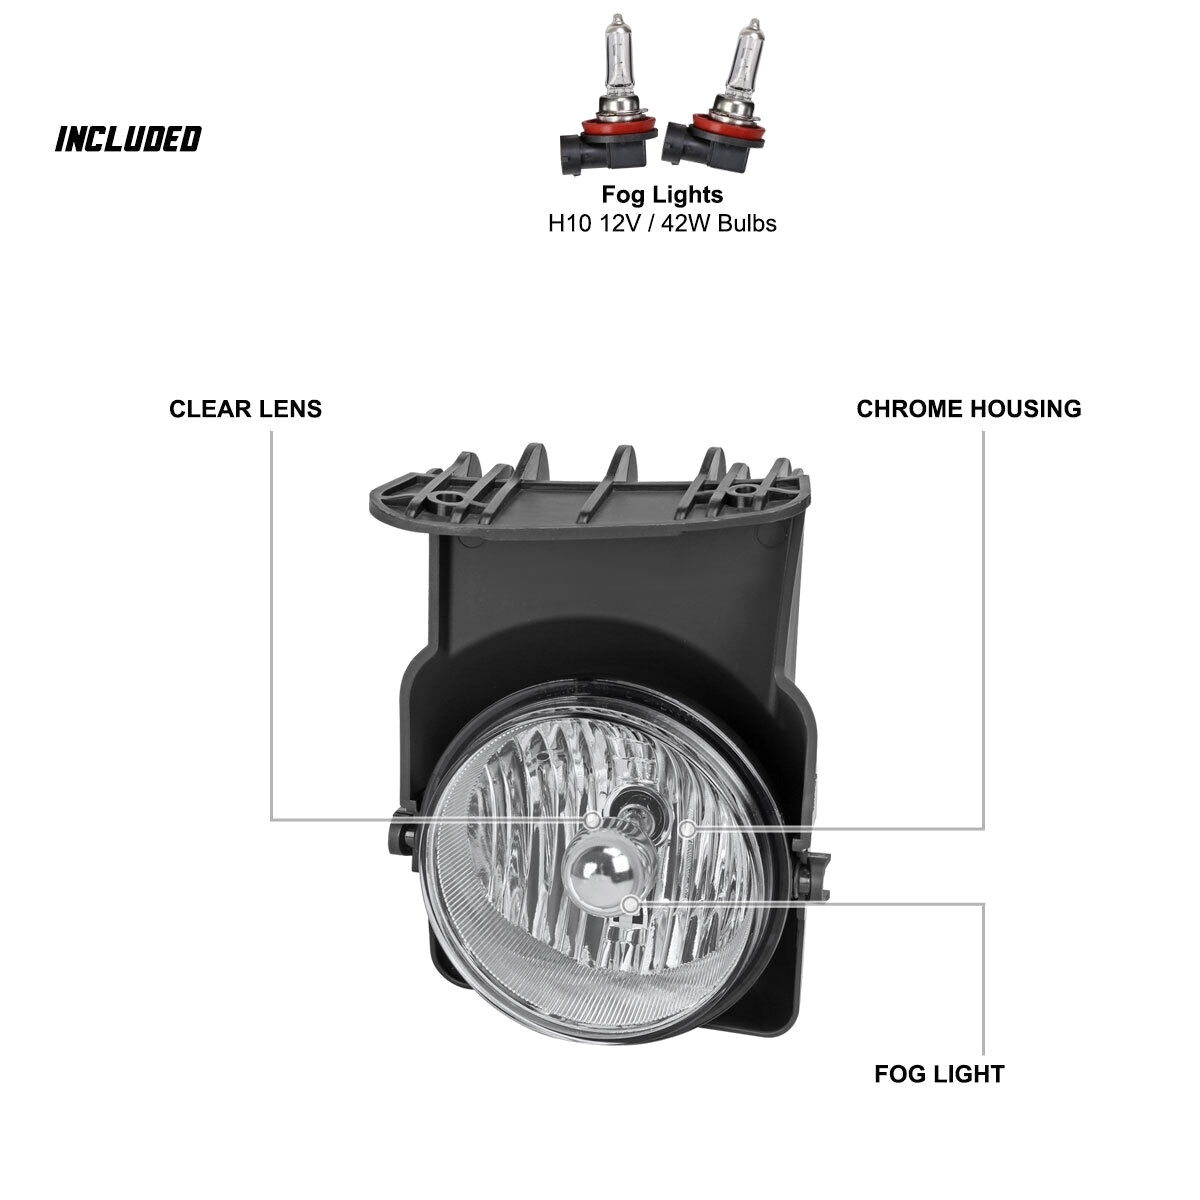 INCLUDED
Fog Lights
H10 12V / 42W Bulbs
CLEAR LENS
CHROME HOUSING
FOG LIGHT